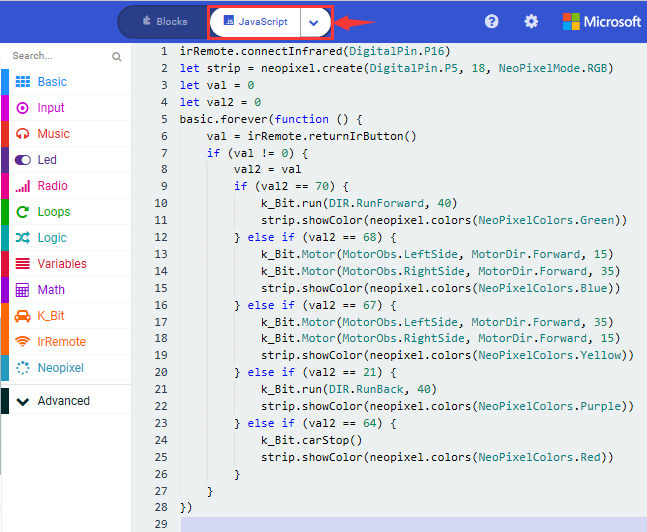 Blocks
JS JavaScript
?
Microsoft
Search...
Basic
Input
Music
Led
Radio
Loops
Logic
Variables
Math
K_Bit
IrRemote
Neopixel
Advanced
1 irRemote.connectInfrared(DigitalPin.P16)
2 let strip = neopixel.create(DigitalPin.P5, 18, NeoPixelMode.RGB)
3 let val = 0
4 let val2 = 0
5 basic.forever(function () {
6     val = irRemote.returnIrButton()
7     if (val != 0) {
8         val2 = val
9         if (val2 == 70) {
10             k_Bit.run(DIR.RunForward, 40)
11             strip.showColor(neopixel.colors(NeoPixelColors.Green))
12         } else if (val2 == 68) {
13             k_Bit.Motor(MotorObs.LeftSide, MotorDir.Forward, 15)
14             k_Bit.Motor(MotorObs.RightSide, MotorDir.Forward, 35)
15             strip.showColor(neopixel.colors(NeoPixelColors.Blue))
16         } else if (val2 == 67) {
17             k_Bit.Motor(MotorObs.LeftSide, MotorDir.Forward, 35)
18             k_Bit.Motor(MotorObs.RightSide, MotorDir.Forward, 15)
19             strip.showColor(neopixel.colors(NeoPixelColors.Yellow))
20         } else if (val2 == 21) {
21             k_Bit.run(DIR.RunBack, 40)
22             strip.showColor(neopixel.colors(NeoPixelColors.Purple))
23         } else if (val2 == 64) {
24             k_Bit.carStop()
25             strip.showColor(neopixel.colors(NeoPixelColors.Red))
26         }
27     }
28 })
29